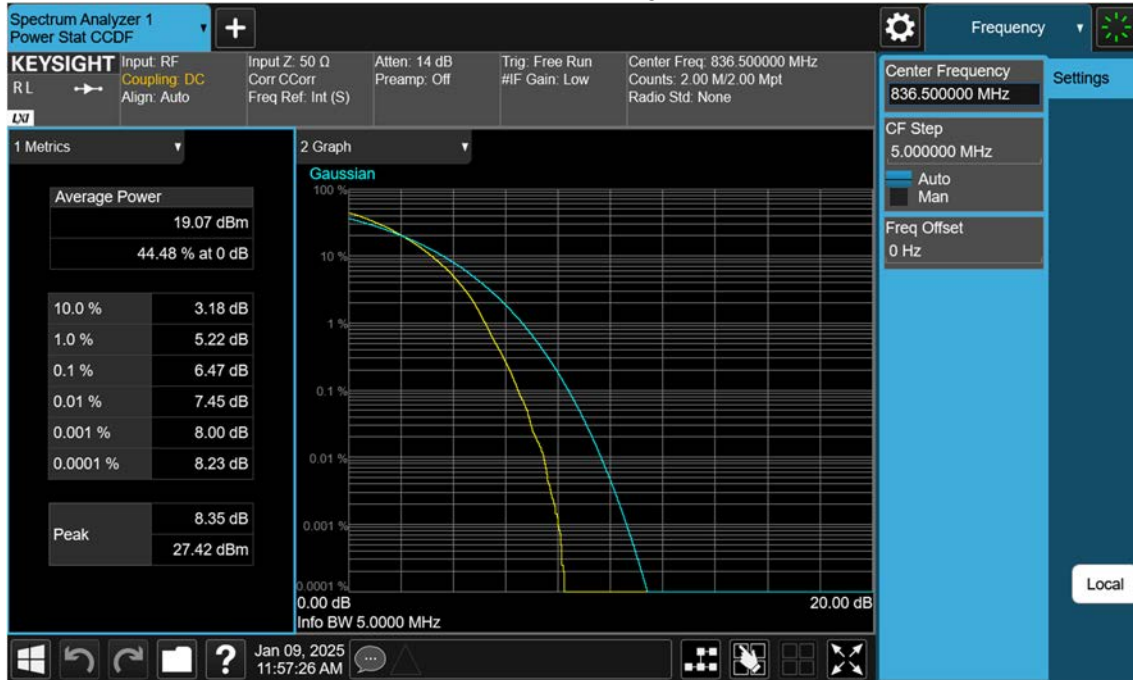 Spectrum Analyzer 1
Power Stat CCDF
+
Frequency
KEYSIGHT
RL
LXI
Input: RF
Coupling: DC
Align: Auto
Input Z: 50 Ω
Corr CCorr
Freq Ref: Int (S)
Atten: 14 dB
Preamp: Off
Trig: Free Run
#IF Gain: Low
Center Freq: 836.500000 MHz
Counts: 2.00 M/2.00 Mpt
Radio Std: None
Center Frequency
836.500000 MHz
Settings
CF Step
5.000000 MHz
Auto
Man
Freq Offset
0 Hz
Local
1 Metrics
Average Power
19.07 dBm
44.48 % at 0 dB
10.0 % 3.18 dB
1.0 % 5.22 dB
0.1 % 6.47 dB
0.01 % 7.45 dB
0.001 % 8.00 dB
0.0001 % 8.23 dB
Peak
8.35 dB
27.42 dBm
2 Graph
Gaussian
100 %
10 %
1 %
0.1 %
0.01 %
0.001 %
0.0001 %
0.00 dB 20.00 dB
Info BW 5.0000 MHz
?
Jan 09, 2025
11:57:26 AM